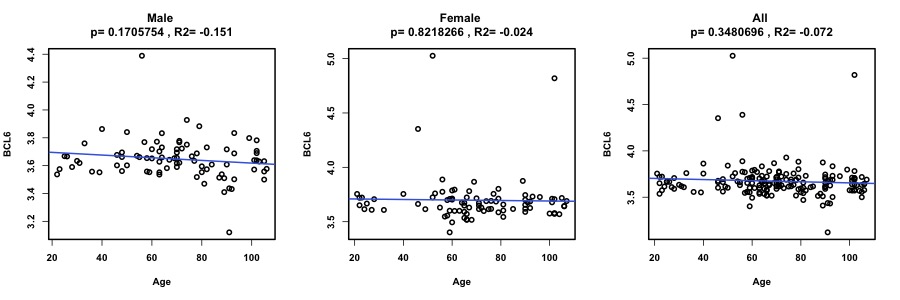 Male
p= 0.1705754 , R2= -0.151
BCL6
4.4
4.2
4.0
3.8
3.6
3.4
3.2
20 40 60 80 100
Age
Female
p= 0.8218266 , R2= -0.024
BCL6
5.0
4.5
4.0
3.5
20 40 60 80 100
Age
All
p= 0.3480696 , R2= -0.072
BCL6
5.0
4.5
4.0
3.5
20 40 60 80 100
Age